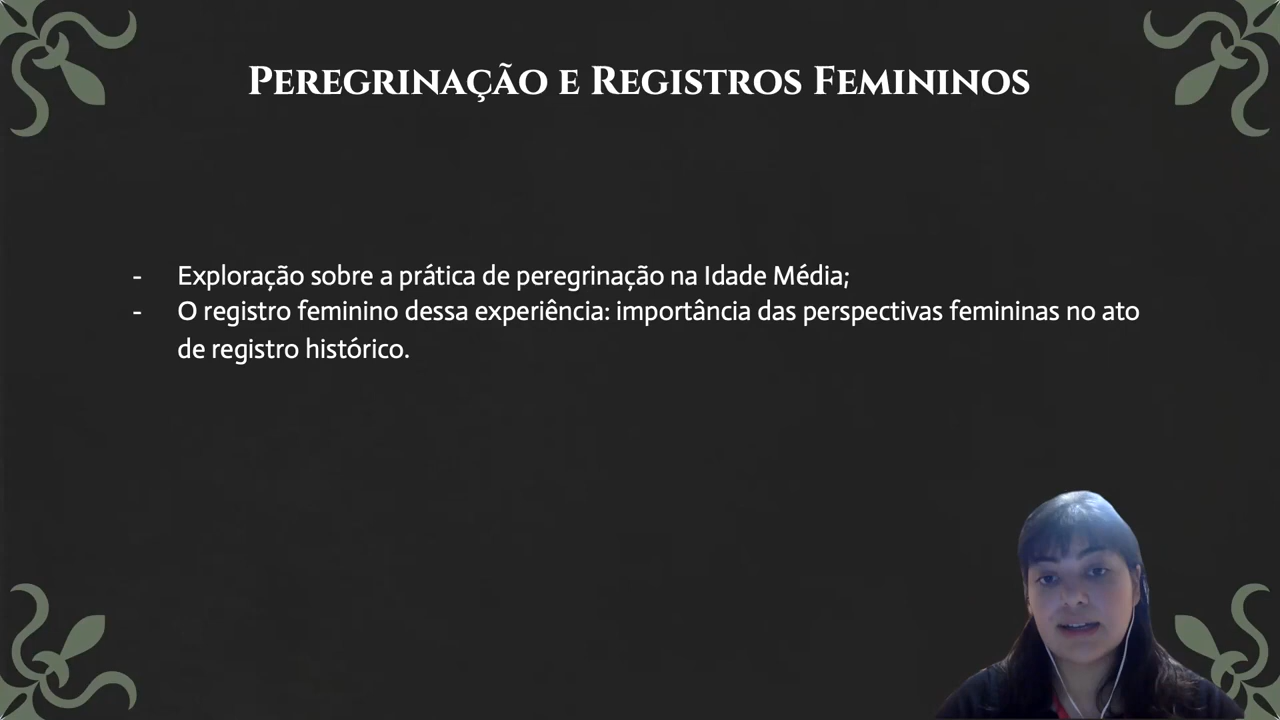 Peregrinação e Registros Femininos
- Exploração sobre a prática de peregrinação na Idade Média;
- O registro feminino dessa experiência: importância das perspectivas femininas no ato
de registro histórico.